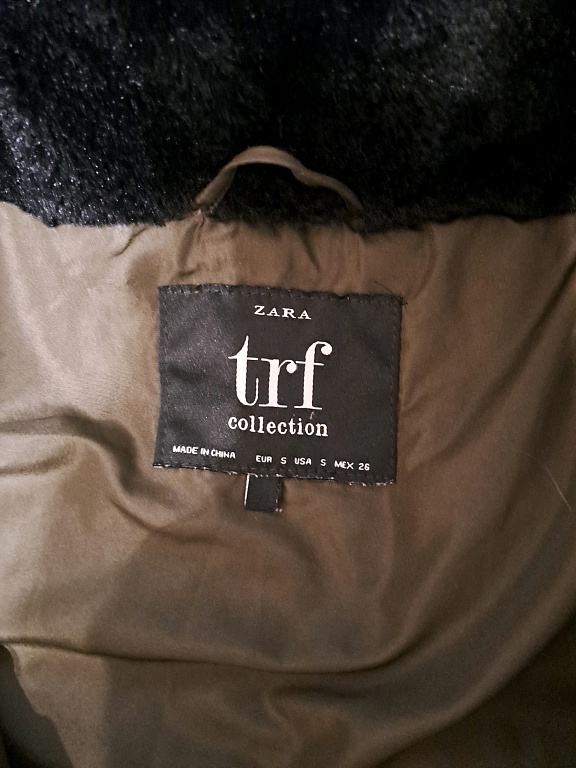 ZARA
trf
collection
MADE IN CHINA EUR S USA S MEX 26